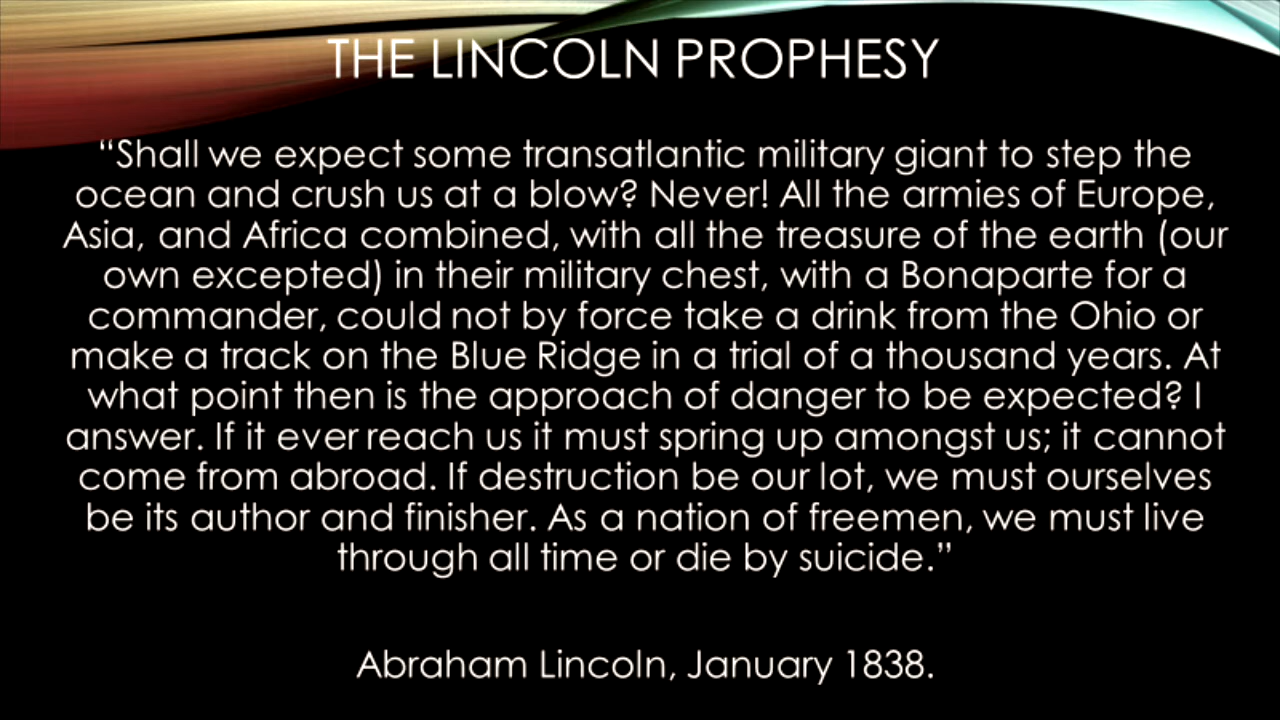 THE LINCOLN PROPHESY
“Shall we expect some transatlantic military giant to step the
ocean and crush us at a blow? Never! All the armies of Europe,
Asia, and Africa combined, with all the treasure of the earth (our
own excepted) in their military chest, with a Bonaparte for a
commander, could not by force take a drink from the Ohio or
make a track on the Blue Ridge in a trial of a thousand years. At
what point then is the approach of danger to be expected? I
answer. If it ever reach us it must spring up amongst us; it cannot
come from abroad. If destruction be our lot, we must ourselves
be its author and finisher. As a nation of freemen, we must live
through all time or die by suicide.”
Abraham Lincoln, January 1838.